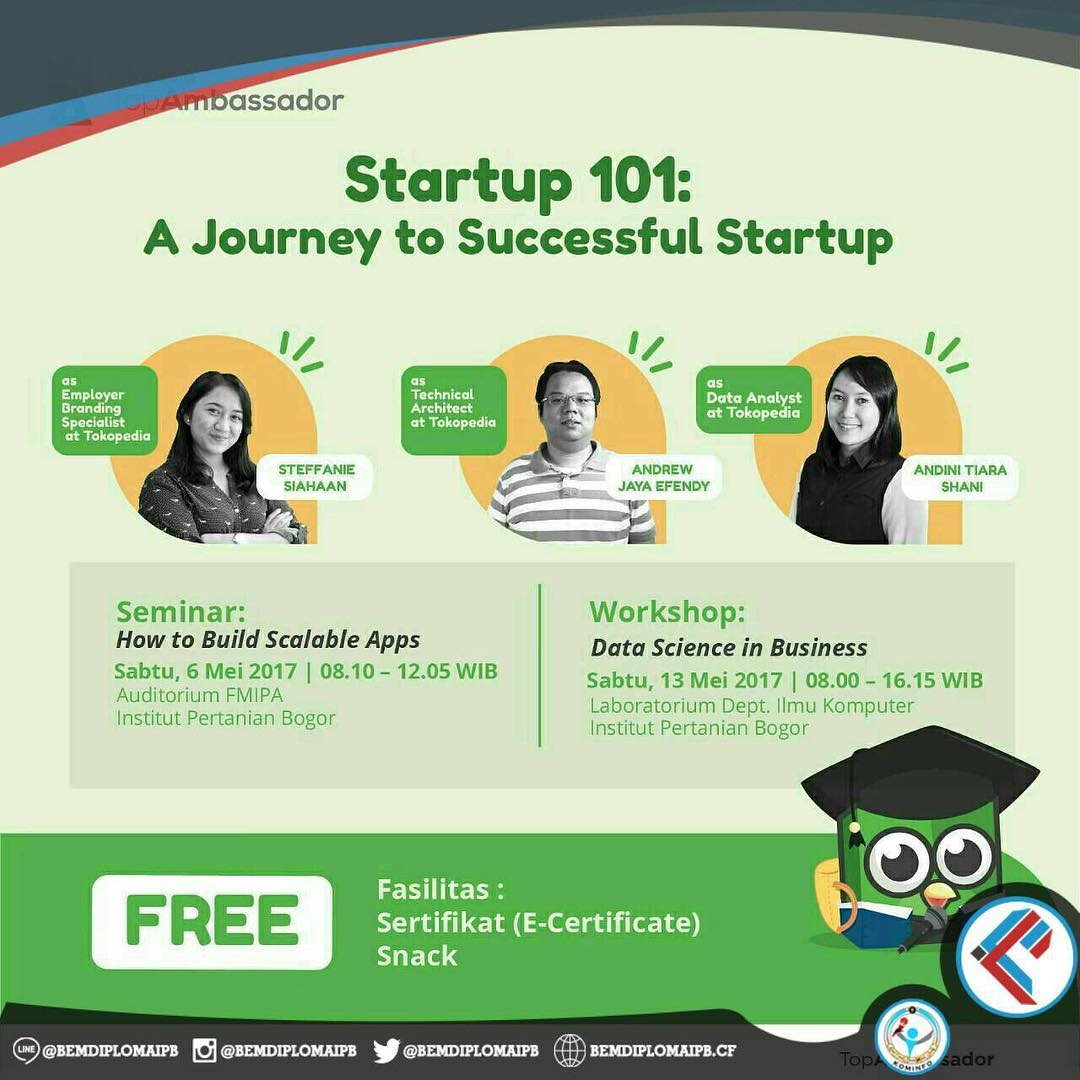 TopAmbassador
Startup 101:
A Journey to Successful Startup
as
Employer
Branding
Specialist
at Tokopedia
STEFFANIE
SIAHAAN
as
Technical
Architect
at Tokopedia
ANDREW
JAYA EFENDY
as
Data Analyst
at Tokopedia
ANDINI TIARA
SHANI
Seminar:
How to Build Scalable Apps
Sabtu, 6 Mei 2017 | 08.10 – 12.05 WIB
Auditorium FMIPA
Institut Pertanian Bogor
Workshop:
Data Science in Business
Sabtu, 13 Mei 2017 | 08.00 – 16.15 WIB
Laboratorium Dept. Ilmu Komputer
Institut Pertanian Bogor
FREE
Fasilitas :
Sertifikat (E-Certificate)
Snack
LINE @BEMDIPLOMAIPB @BEMDIPLOMAIPB @BEMDIPLOMAIPB BEMDIPLOMAIPB.CF
KOMINFO